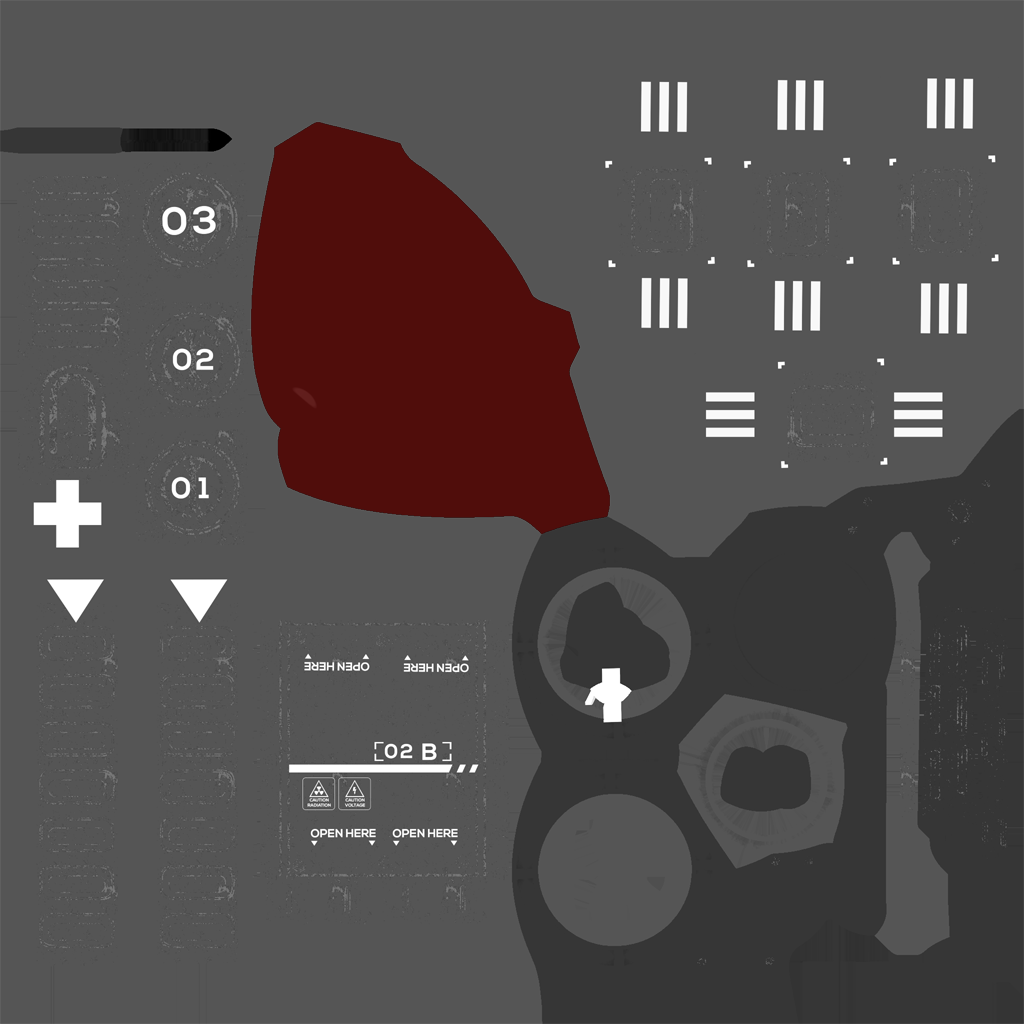 03
02
01
OPEN HERE OPEN HERE
02 B
CAUTION RADIATION
CAUTION VOLTAGE
OPEN HERE OPEN HERE